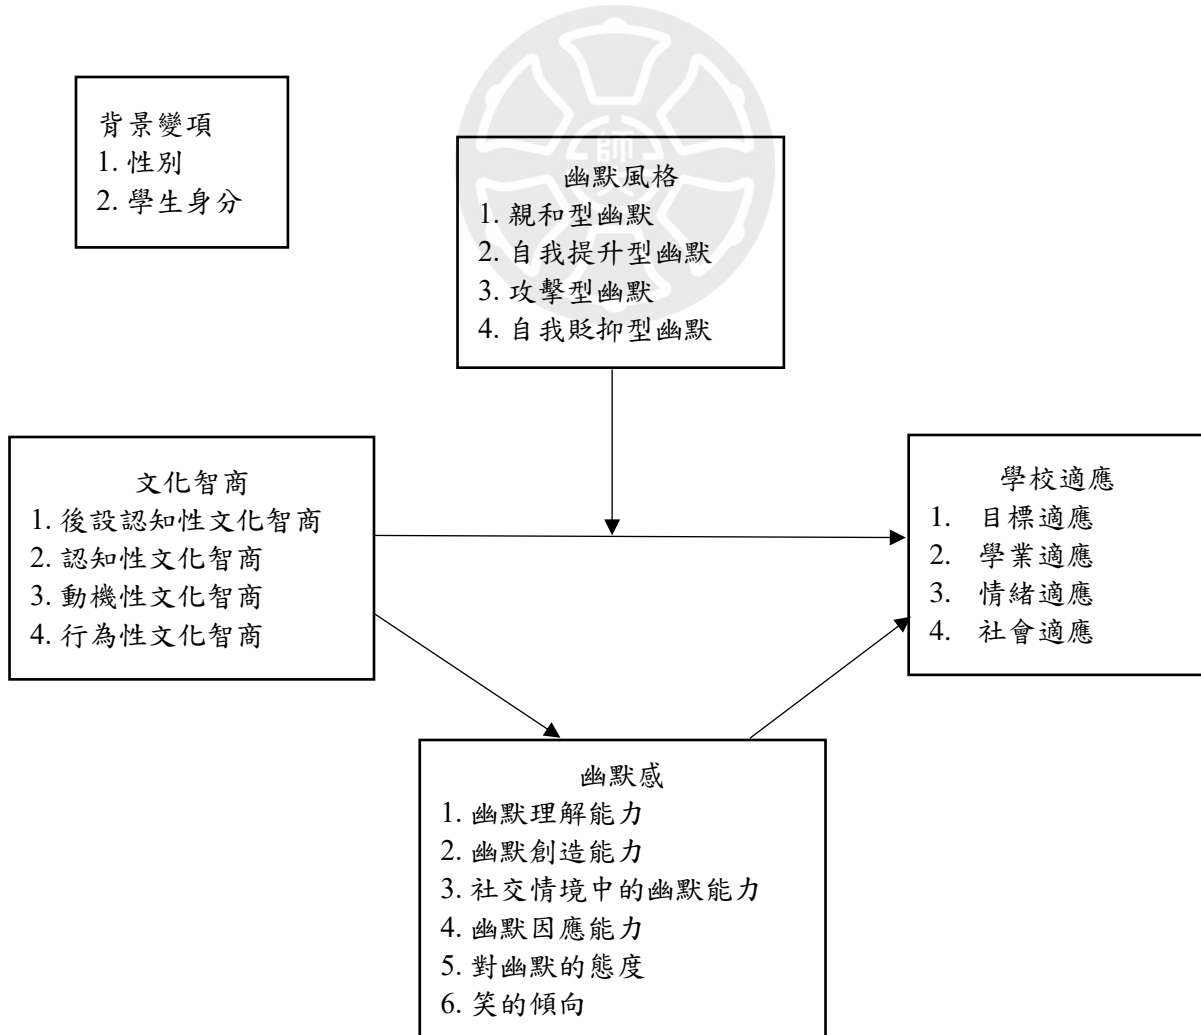 背景變項
1. 性別
2. 學生身分
幽默風格
1. 親和型幽默
2. 自我提升型幽默
3. 攻擊型幽默
4. 自我貶抑型幽默
文化智商
1. 後設認知性文化智商
2. 認知性文化智商
3. 動機性文化智商
4. 行為性文化智商
學校適應
1. 目標適應
2. 學業適應
3. 情緒適應
4. 社會適應
幽默感
1. 幽默理解能力
2. 幽默創造能力
3. 社交情境中的幽默能力
4. 幽默因應能力
5. 對幽默的態度
6. 笑的傾向
師